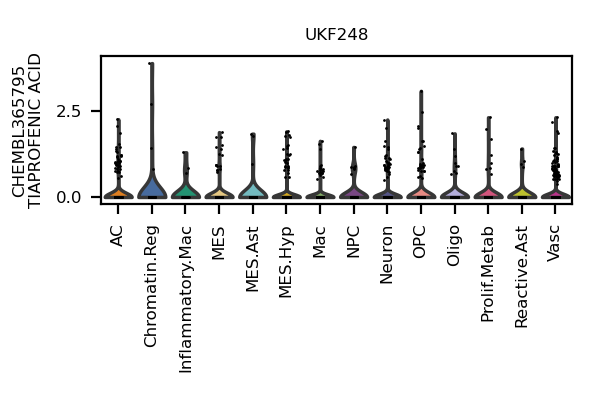 UKF248
CHEMBL365795
TIAPROFENIC ACID
2.5
0.0
AC
Chromatin.Reg
Inflammatory.Mac
MES
MES.Ast
MES.Hyp
Mac
NPC
Neuron
OPC
Oligo
Prolif.Metab
Reactive.Ast
Vasc